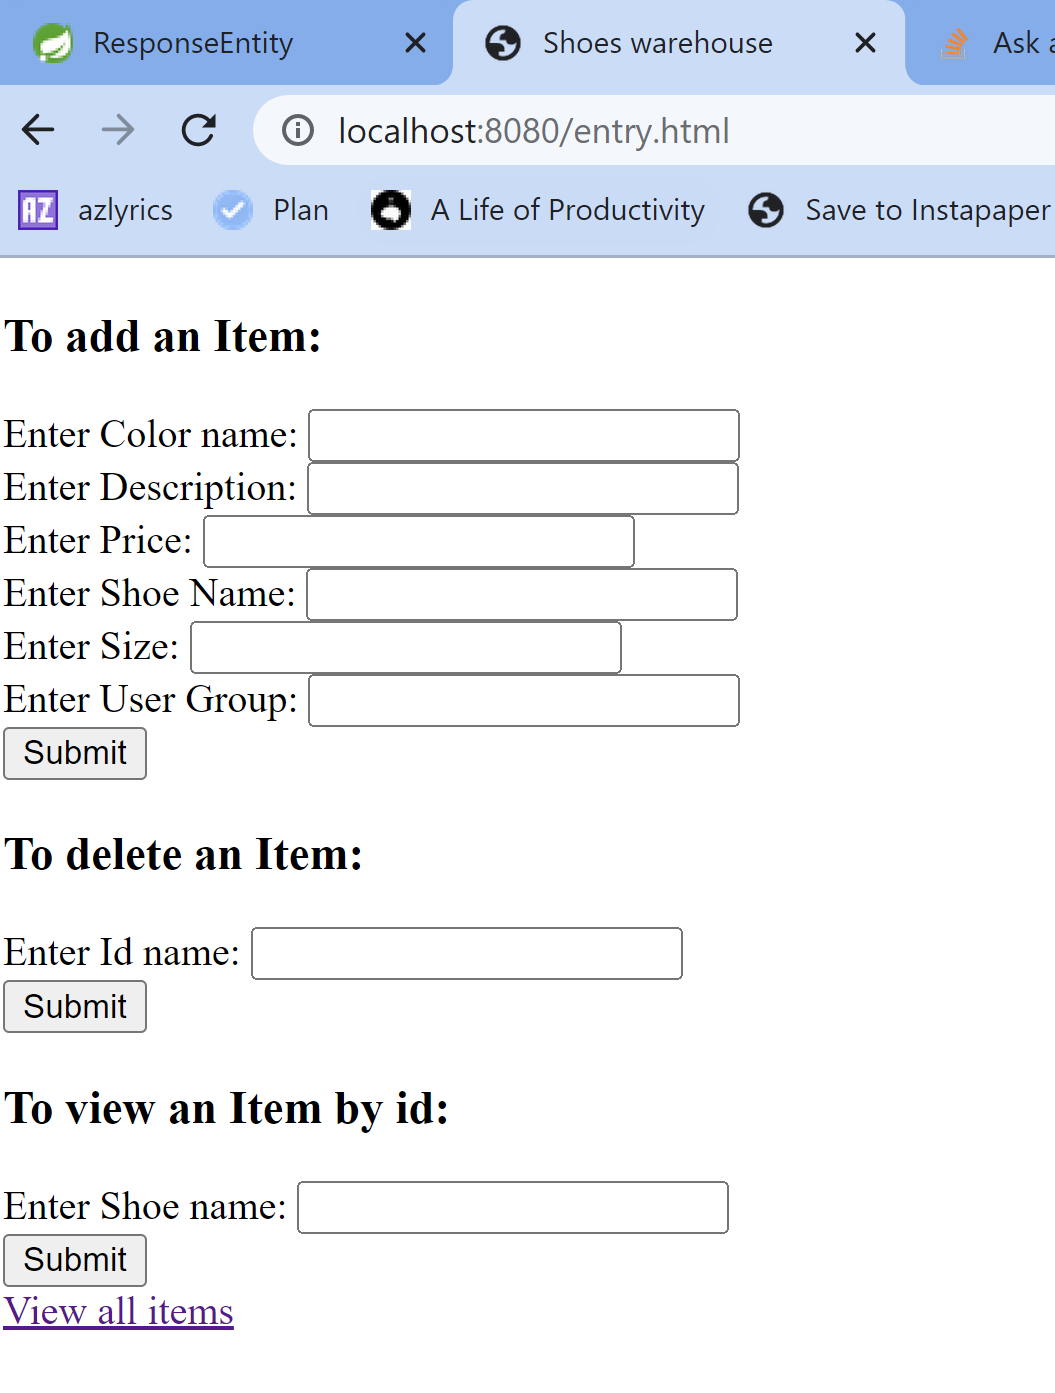 ResponseEntity
Shoes warehouse
Ask
localhost:8080/entry.html
AZ azlyrics Plan A Life of Productivity Save to Instapaper
To add an Item:
Enter Color name:
Enter Description:
Enter Price:
Enter Shoe Name:
Enter Size:
Enter User Group:
Submit
To delete an Item:
Enter Id name:
Submit
To view an Item by id:
Enter Shoe name:
Submit
View all items